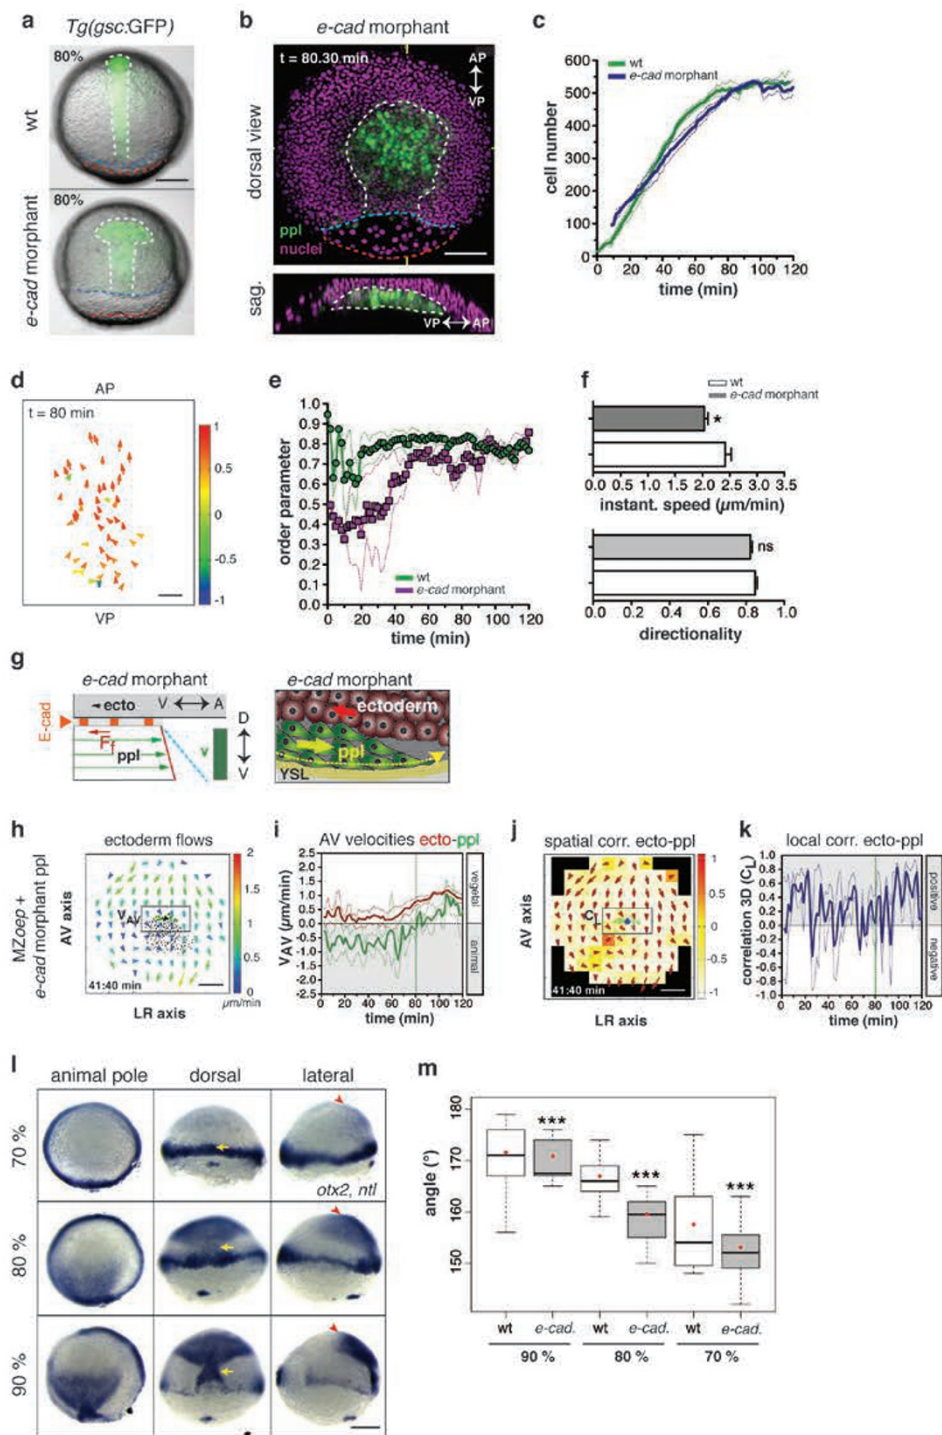 a
Tg(gsc:GFP)
80%
wt
80%
e-cad morphant
b
e-cad morphant
t = 80.30 min
AP
VP
dorsal view
ppl
nuclei
sag.
VP
AP
c
wt
e-cad morphant
600
500
400
300
200
100
0
cell number
0 20 40 60 80 100 120
time (min)
d
AP
t = 80 min
1
0.5
0
-0.5
-1
VP
e
1.0
0.9
0.8
0.7
0.6
0.5
0.4
0.3
0.2
0.1
0.0
order parameter
wt
e-cad morphant
0 20 40 60 80 100 120
time (min)
f
wt
e-cad morphant
*
0.0 0.5 1.0 1.5 2.0 2.5 3.0 3.5
instant. speed (µm/min)
ns
0.0 0.2 0.4 0.6 0.8 1.0
directionality
g
e-cad morphant
ecto
V A
E-cad
D
V
Ff
ppl
v
e-cad morphant
ectoderm
ppl
YSL
h
ectoderm flows
MZoep +
e-cad morphant ppl
AV axis
VAV
41:40 min
LR axis
2
1.5
1
0.5
0
µm/min
i
AV velocities ecto-ppl
2.5
2.0
1.5
1.0
0.5
0.0
-0.5
-1.0
-1.5
-2.0
-2.5
VAV (µm/min)
vegetal
animal
0 20 40 60 80 100 120
time (min)
j
spatial corr. ecto-ppl
AV axis
CL
41:40 min
LR axis
1
0.5
0
-0.5
-1
k
local corr. ecto-ppl
1.0
0.8
0.6
0.4
0.2
0.0
-0.2
0.4
0.6
0.8
-1.0
correlation 3D (CL)
positive
negative
0 20 40 60 80 100 120
time (min)
l
animal pole
dorsal
lateral
70 %
otx2, ntl
80 %
90 %
m
180
170
160
150
angle (°)
***
***
***
wt e-cad. wt e-cad. wt e-cad.
90 % 80 % 70 %